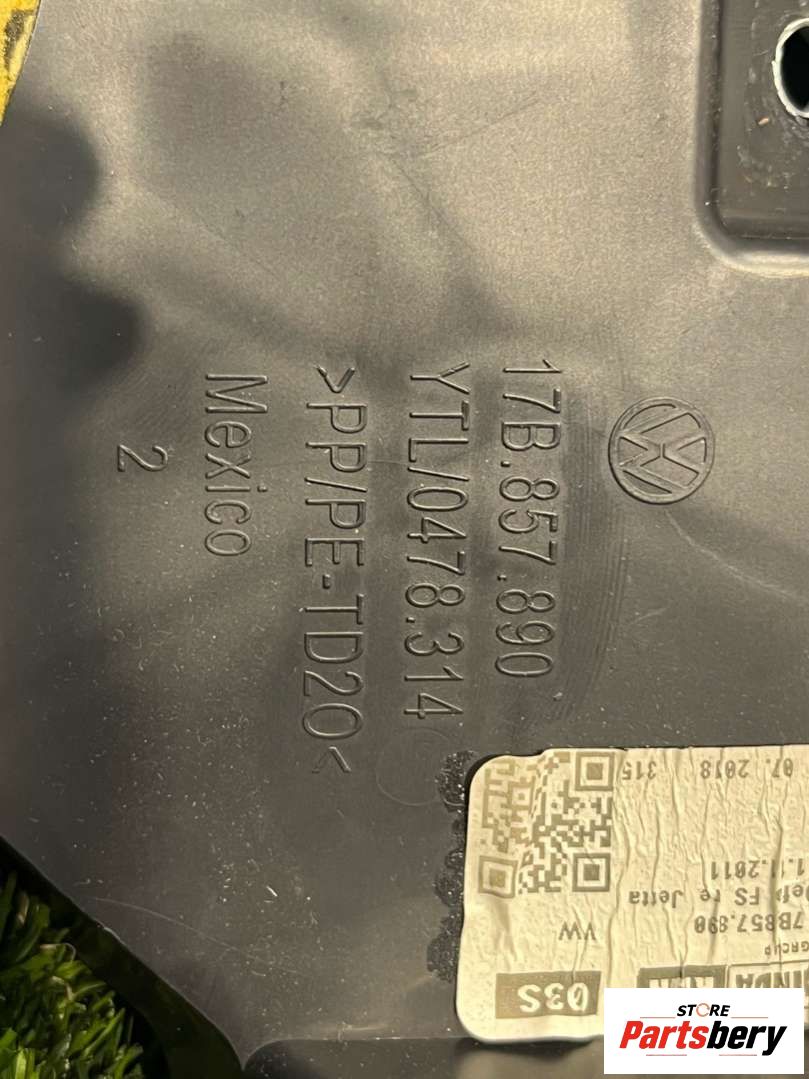 17B.857.890
YTL/0478.314
>PP/PE-TD20<
Mexico
2
03S
GROUP
7B857.890
VW
FS re Jetta
1.11.2011
07. 2018 315
STORE
Partsbery